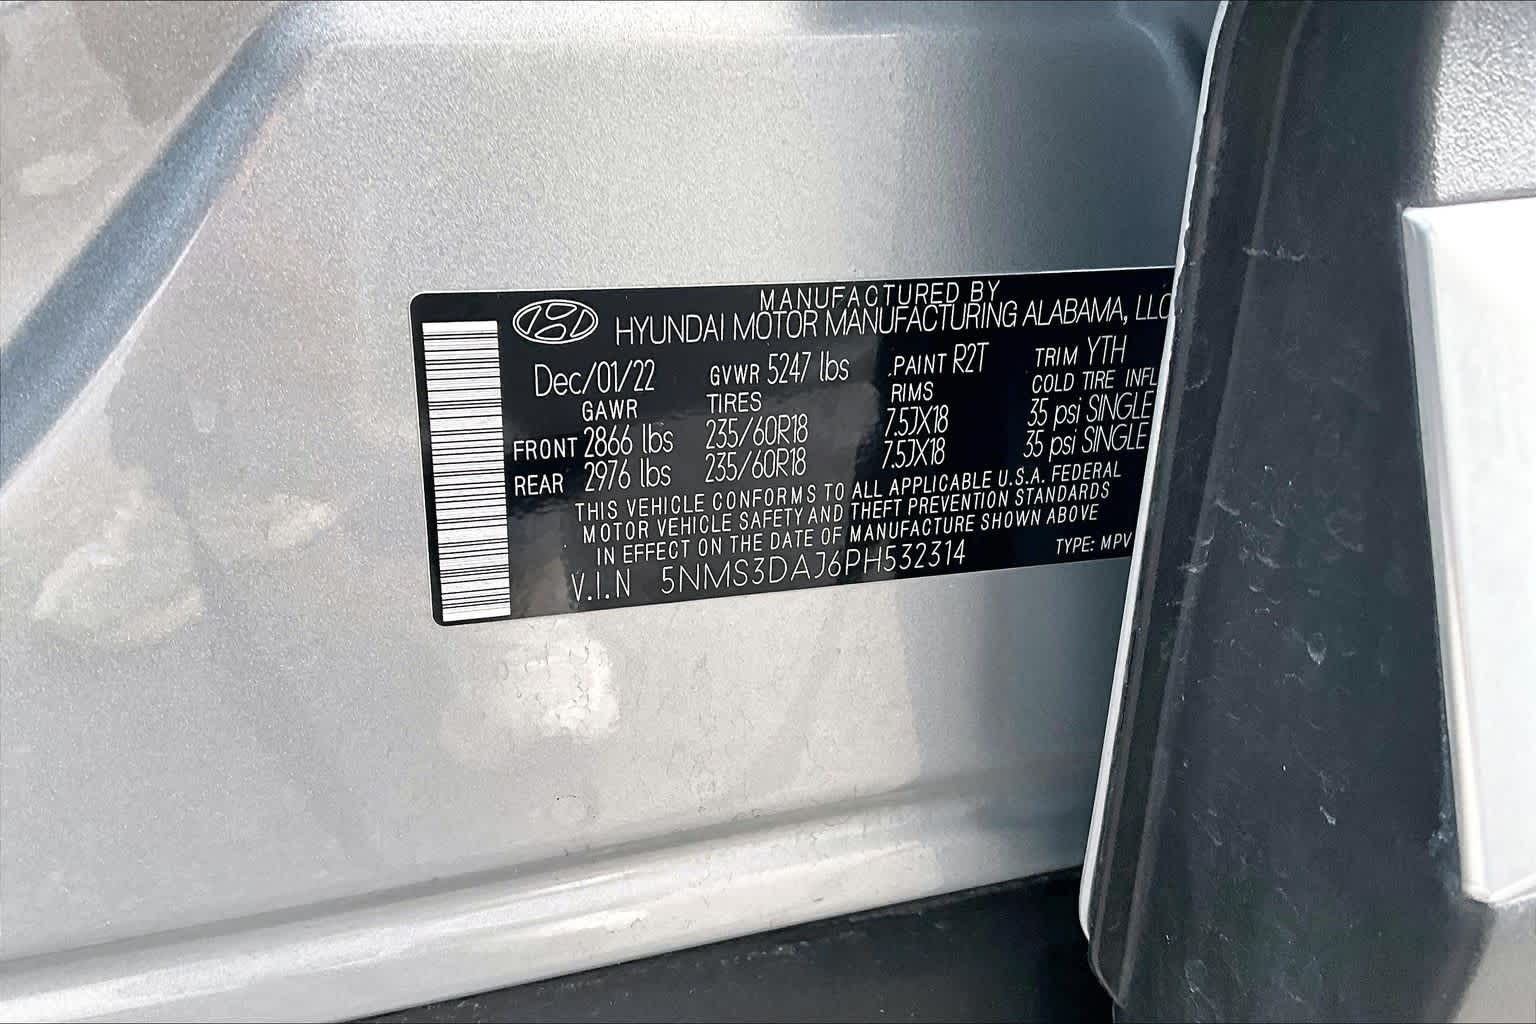 MANUFACTURED BY
HYUNDAI MOTOR MANUFACTURING ALABAMA, LLC
Dec/01/22 GVWR 5247 lbs .PAINT R2T TRIM YTH
GAWR TIRES RIMS COLD TIRE INFL
FRONT 2866 lbs 235/60R18 7.5JX18 35 psi SINGLE
REAR 2976 lbs 235/60R18 7.5JX18 35 psi SINGLE
THIS VEHICLE CONFORMS TO ALL APPLICABLE U.S.A. FEDERAL
MOTOR VEHICLE SAFETY AND THEFT PREVENTION STANDARDS
IN EFFECT ON THE DATE OF MANUFACTURE SHOWN ABOVE
V.I.N 5NMS3DAJ6PH532314 TYPE: MPV